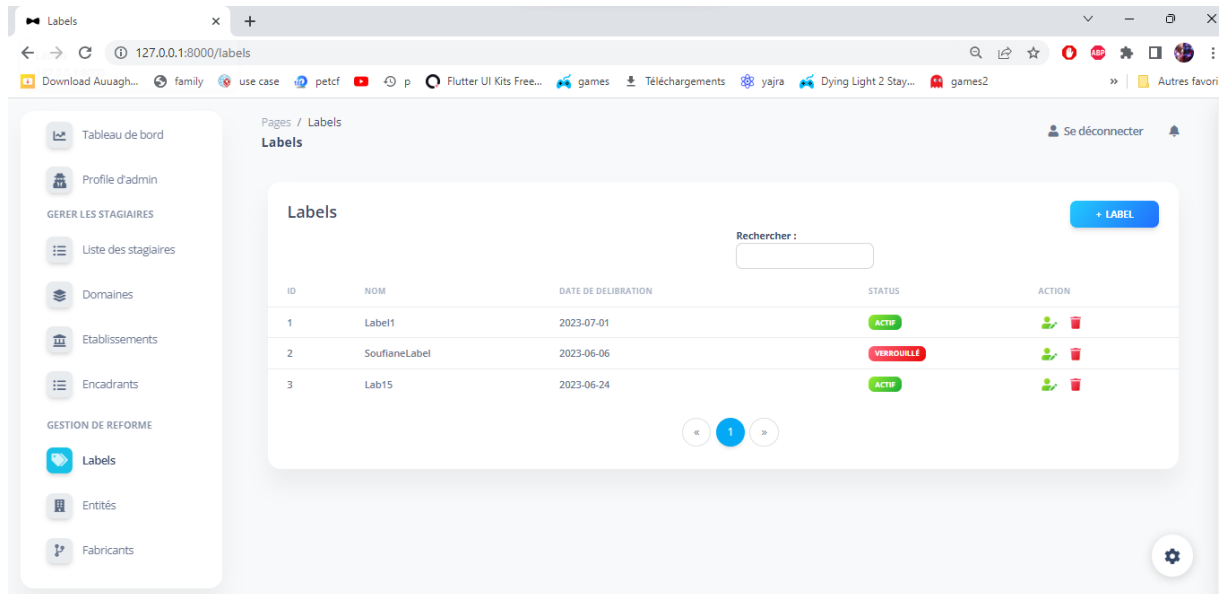 Labels
127.0.0.1:8000/labels
ABP
Download Auuagh... family use case petcf p Flutter UI Kits Free... games Téléchargements yajra Dying Light 2 Stay... games2 » Autres favori
Tableau de bord
Profile d'admin
GERER LES STAGIAIRES
Liste des stagiaires
Domaines
Etablissements
Encadrants
GESTION DE REFORME
Labels
Entités
Fabricants
Pages / Labels
Labels
Se déconnecter
Labels
+ LABEL
Rechercher :
ID NOM DATE DE DELIBRATION STATUS ACTION
1 Label1 2023-07-01 ACTIF
2 SoufianeLabel 2023-06-06 VERROUILLÉ
3 Lab15 2023-06-24 ACTIF
« 1 »